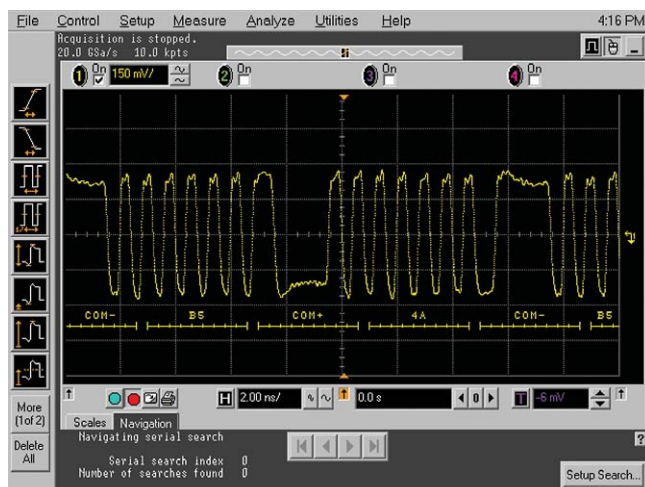 File Control Setup Measure Analyze Utilities Help 4:16 PM
Acquisition is stopped.
20.0 GSa/s 10.0 kpts
1 On 150 mV/ 2 On 3 On 4 On
COM- B5 COM+ 4A COM- B5
H 2.00 ns/ 0.0 s 0 T -6 mV
More
(1 of 2)
Delete
All
Scales Navigation
Navigating serial search
Serial search index 0
Number of searches found 0
?
Setup Search...